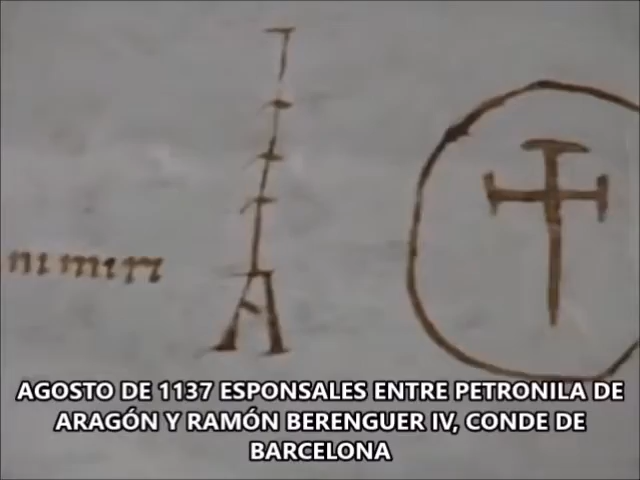 AGOSTO DE 1137 ESPONSALES ENTRE PETRONILA DE
ARAGÓN Y RAMÓN BERENGUER IV, CONDE DE
BARCELONA